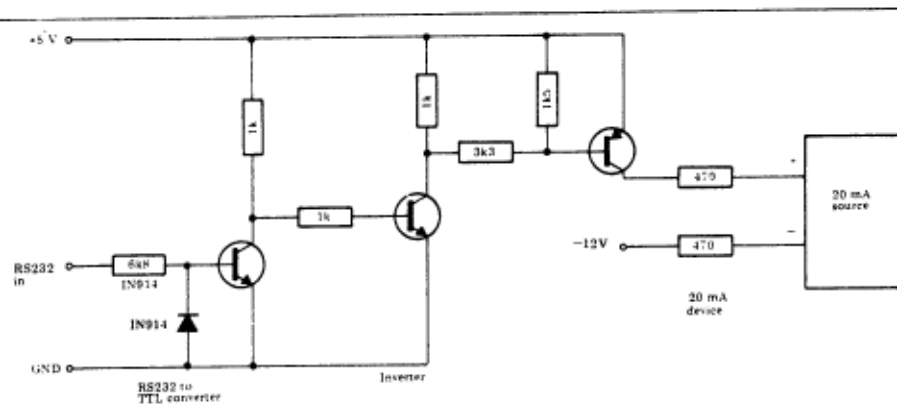 +5 V
1k
1k
1k5
3k3
470
20 mA
source
+
−
1k
−12V
470
RS232
in
6k8
IN914
IN914
20 mA
device
GND
Inverter
RS232 to
TTL converter